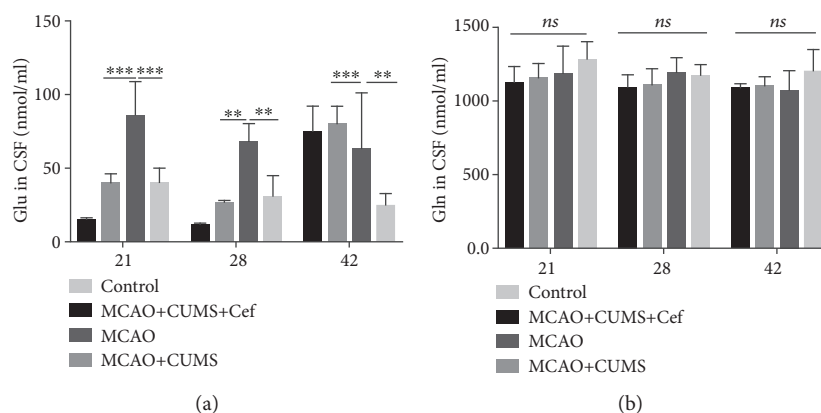 150
100
50
0
Glu in CSF (nmol/ml)
*** ***
** **
*** **
21 28 42
Control
MCAO+CUMS+Cef
MCAO
MCAO+CUMS
(a)
1500
1000
500
0.0
Gln in CSF (nmol/ml)
ns ns ns
21 28 42
Control
MCAO+CUMS+Cef
MCAO
MCAO+CUMS
(b)